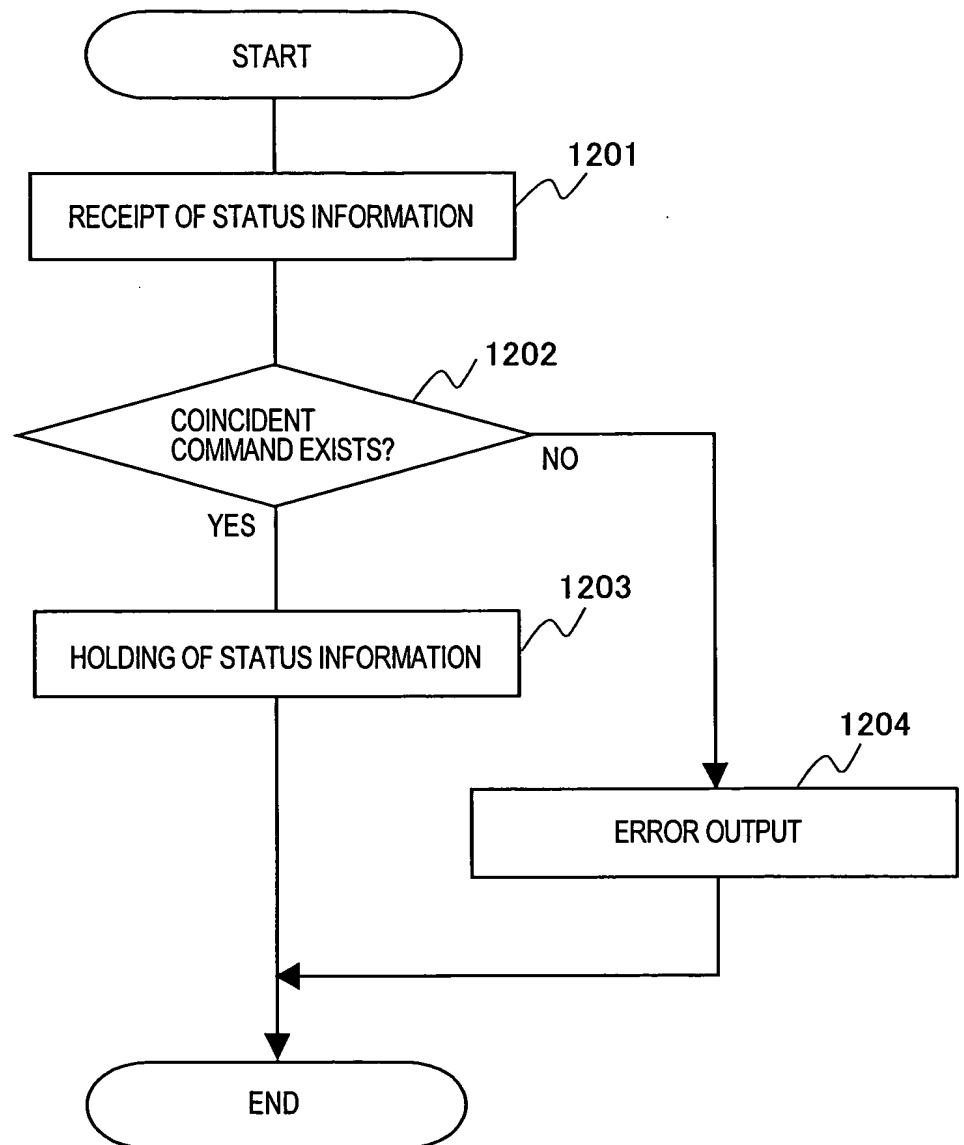 START
1201
RECEIPT OF STATUS INFORMATION
1202
COINCIDENT
COMMAND EXISTS?
NO
YES
1203
HOLDING OF STATUS INFORMATION
1204
ERROR OUTPUT
END